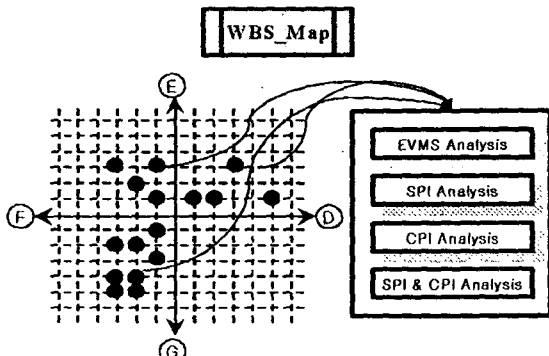 WBS_Map
E
F
D
G
EVMS Analysis
SPI Analysis
CPI Analysis
SPI & CPI Analysis